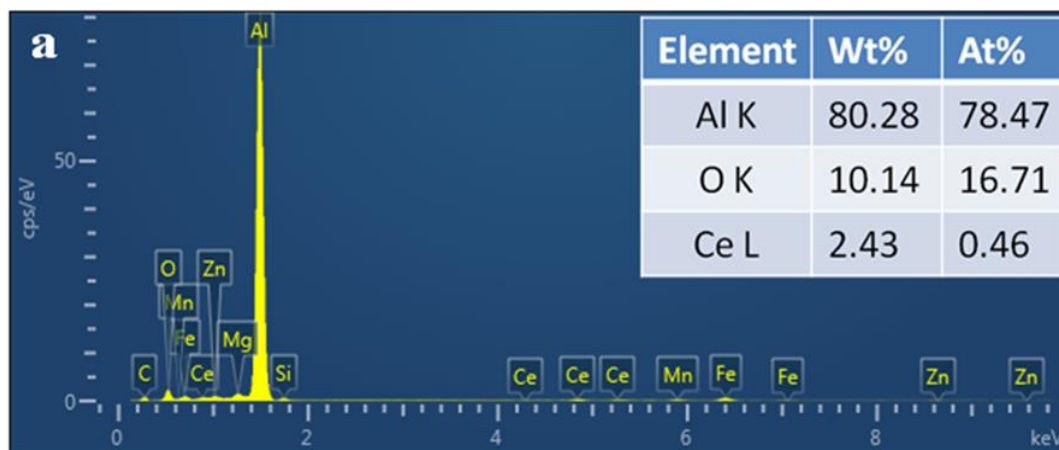 a
Al
Element Wt% At%
Al K 80.28 78.47
O K 10.14 16.71
Ce L 2.43 0.46
50
cps/eV
O Zn
Mn
Fe Mg
C Ce Si Ce Ce Ce Mn Fe Fe Zn Zn
0
0 2 4 6 8 keV